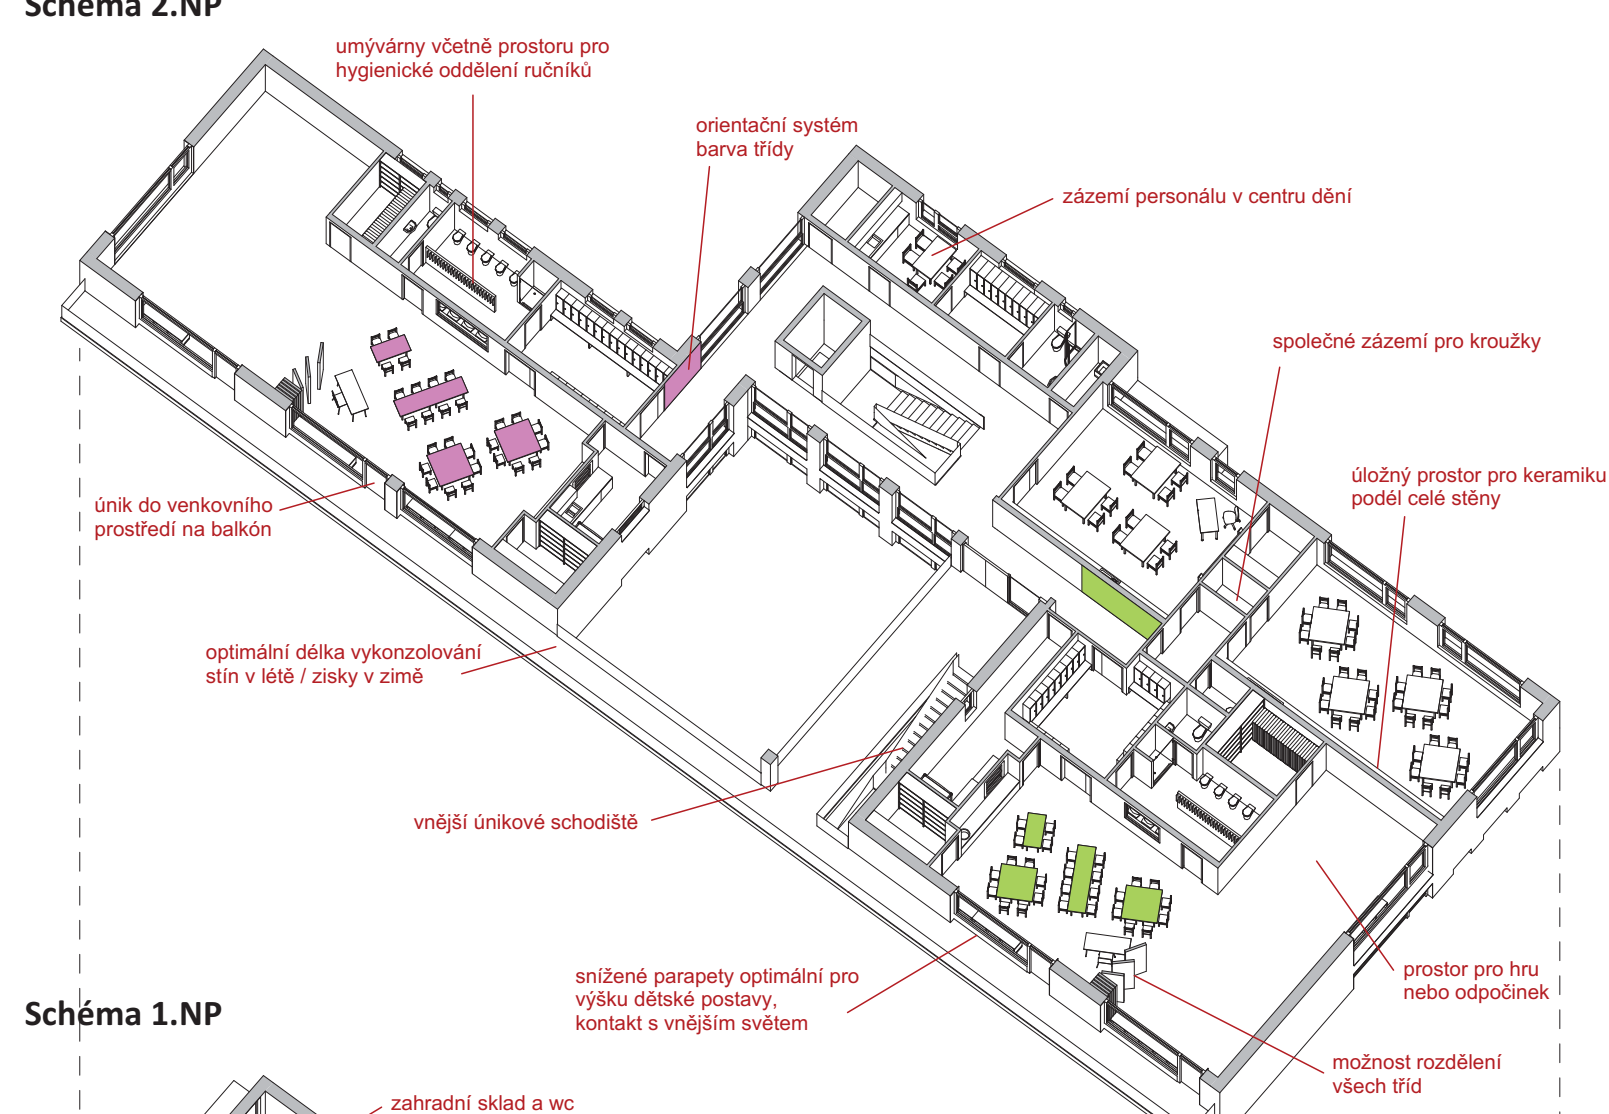 Schéma 2.NP
umývárny včetně prostoru pro
hygienické oddělení ručníků
orientační systém
barva třídy
zázemí personálu v centru dění
společné zázemí pro kroužky
úložný prostor pro keramiku
podél celé stěny
únik do venkovního
prostředí na balkón
optimální délka vykonzolování
stín v létě / zisky v zimě
vnější únikové schodiště
snížené parapety optimální pro
výšku dětské postavy,
kontakt s vnějším světem
prostor pro hru
nebo odpočinek
možnost rozdělení
všech tříd
Schéma 1.NP
zahradní sklad a wc